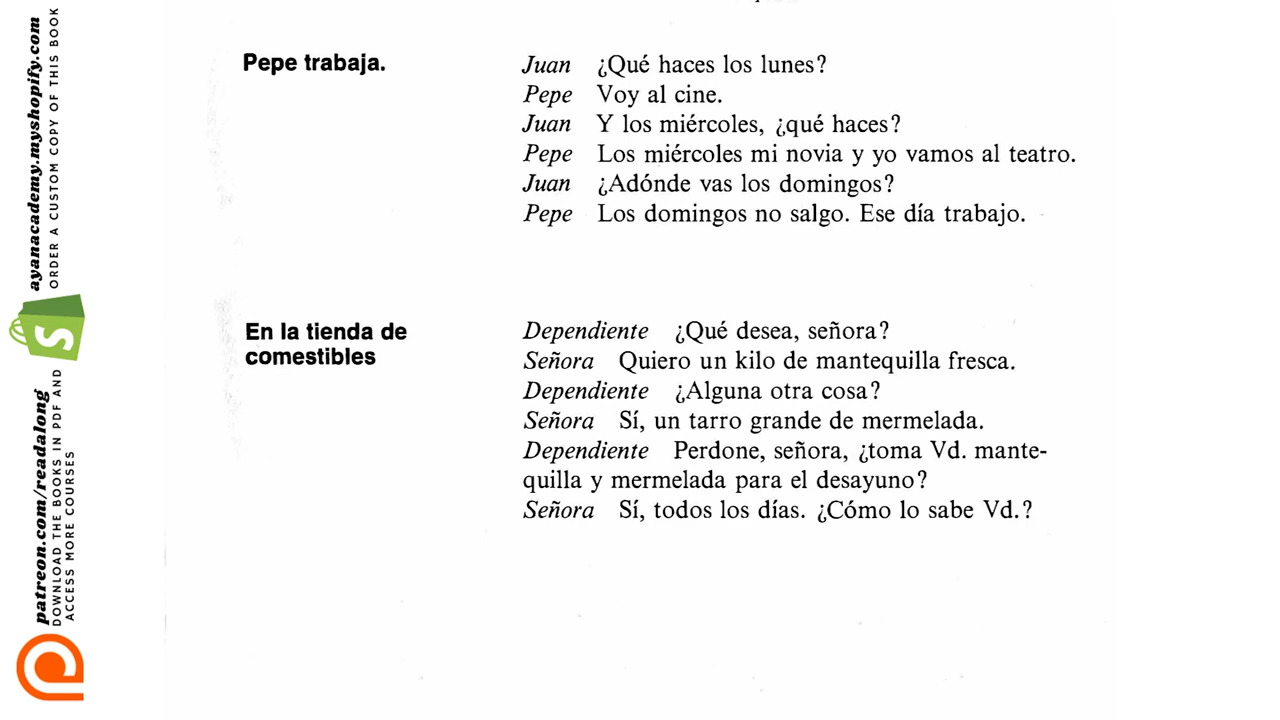 Pepe trabaja.
Juan ¿Qué haces los lunes?
Pepe Voy al cine.
Juan Y los miércoles, ¿qué haces?
Pepe Los miércoles mi novia y yo vamos al teatro.
Juan ¿Adónde vas los domingos?
Pepe Los domingos no salgo. Ese día trabajo.
En la tienda de
comestibles
Dependiente ¿Qué desea, señora?
Señora Quiero un kilo de mantequilla fresca.
Dependiente ¿Alguna otra cosa?
Señora Sí, un tarro grande de mermelada.
Dependiente Perdone, señora, ¿toma Vd. mante-
quilla y mermelada para el desayuno?
Señora Sí, todos los días. ¿Cómo lo sabe Vd.?
ayanacademy.myshopify.com
ORDER A CUSTOM COPY OF THIS BOOK
patreon.com/readalong
DOWNLOAD THE BOOKS IN PDF AND
ACCESS MORE COURSES